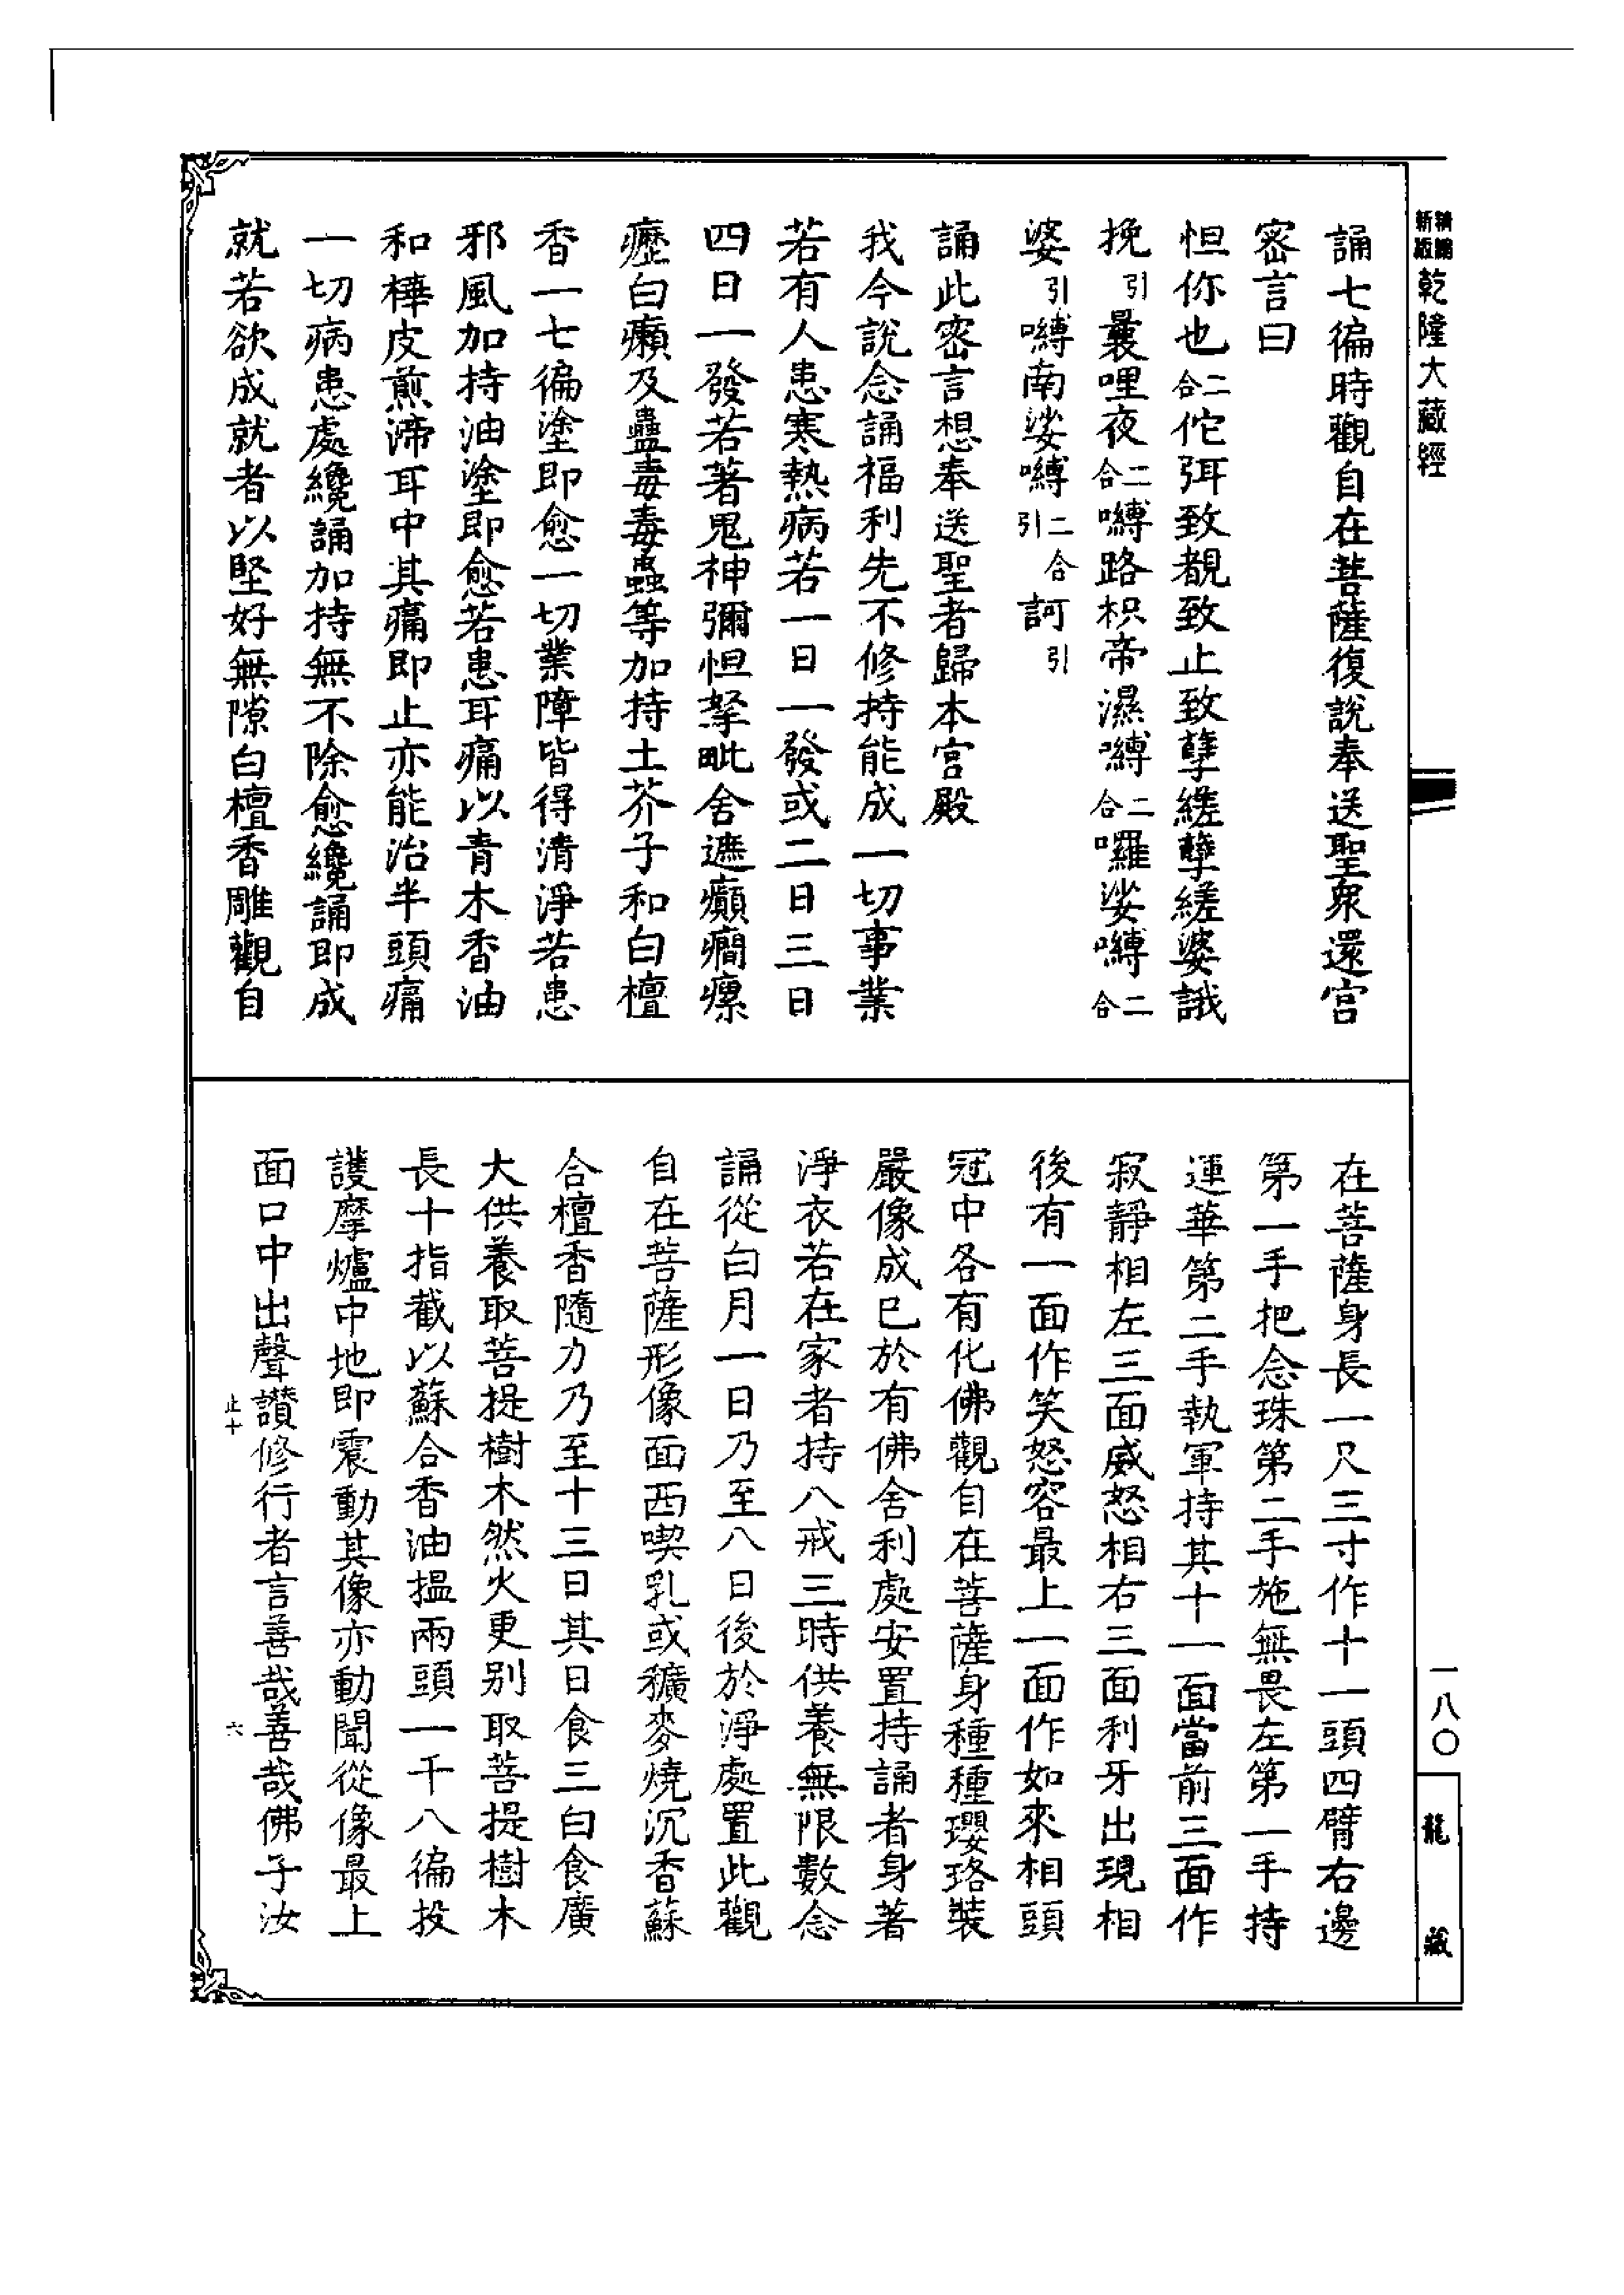 精編新版乾隆大藏經
誦七徧時觀自在菩薩復說奉送聖衆還宮
密言曰
怛你也二合佗弭致覩致止致孽縒孽縒婆誐
挽引曩哩夜二合嚩路枳帝濕嚩二合囉娑嚩二合
婆引嚩南娑嚩二合引訶引
誦此密言想奉送聖者歸本宮殿
我今說念誦福利先不修持能成一切事業
若有人患寒熱病若一日一發或二日三日
四日一發若著鬼神彌怛拏毗舍遮癲癎瘭
癧白癩及蠱毒毒蟲等加持土芥子和白檀
香一七徧塗即愈一切業障皆得清淨若患
邪風加持油塗即愈若患耳痛以青木香油
和樺皮煎渧耳中其痛即止亦能治半頭痛
一切病患處纔誦加持無不除愈纔誦即成
就若欲成就者以堅好無隙白檀香雕觀自
在菩薩身長一尺三寸作十一頭四臂右邊
第一手把念珠第二手施無畏左第一手持
蓮華第二手執軍持其十一面當前三面作
寂靜相左三面威怒相右三面利牙出現相
後有一面作笑怒容最上一面作如來相頭
冠中各有化佛觀自在菩薩身種種瓔珞裝
嚴像成已於有佛舍利處安置持誦者身著
淨衣若在家者持八戒三時供養無限數念
誦從白月一日乃至八日後於淨處置此觀
自在菩薩形像面西喫乳或穬麥燒沉香蘇
合檀香隨力乃至十三日其日食三白食廣
大供養取菩提樹木然火更别取菩提樹木
長十指截以蘇合香油搵兩頭一千八徧投
護摩爐中地即震動其像亦動聞從像最上
面口中出聲讚修行者言善哉善哉佛子汝
止十
六
一八〇
龍藏